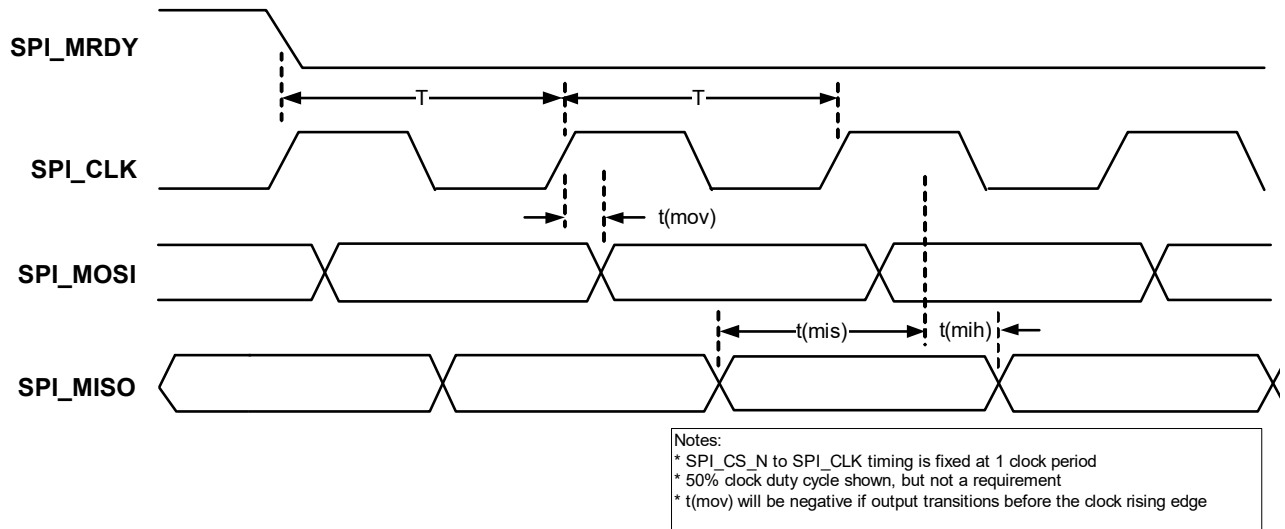 SPI_MRDY
T T
SPI_CLK
t(mov)
SPI_MOSI
t(mis) t(mih)
SPI_MISO
Notes:
* SPI_CS_N to SPI_CLK timing is fixed at 1 clock period
* 50% clock duty cycle shown, but not a requirement
* t(mov) will be negative if output transitions before the clock rising edge